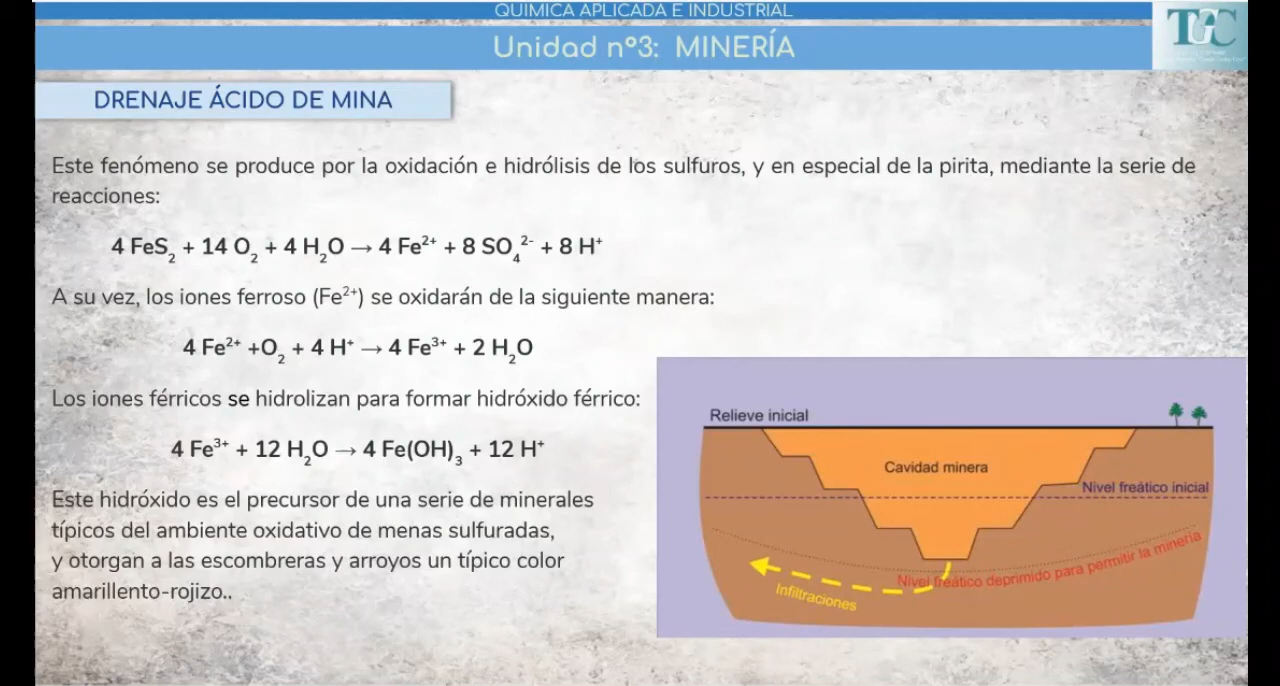 QUIMICA APLICADA E INDUSTRIAL
Unidad nº3: MINERÍA
TGC
DRENAJE ÁCIDO DE MINA
Este fenómeno se produce por la oxidación e hidrólisis de los sulfuros, y en especial de la pirita, mediante la serie de
reacciones:
4 FeS₂ + 14 O₂ + 4 H₂O → 4 Fe²⁺ + 8 SO₄²⁻ + 8 H⁺
A su vez, los iones ferroso (Fe²⁺) se oxidarán de la siguiente manera:
4 Fe²⁺ +O₂ + 4 H⁺ → 4 Fe³⁺ + 2 H₂O
Los iones férricos se hidrolizan para formar hidróxido férrico:
4 Fe³⁺ + 12 H₂O → 4 Fe(OH)₃ + 12 H⁺
Este hidróxido es el precursor de una serie de minerales
típicos del ambiente oxidativo de menas sulfuradas,
y otorgan a las escombreras y arroyos un típico color
amarillento-rojizo..
Relieve inicial
Cavidad minera
Nivel freático inicial
Nivel freático deprimido para permitir la minería
Infiltraciones